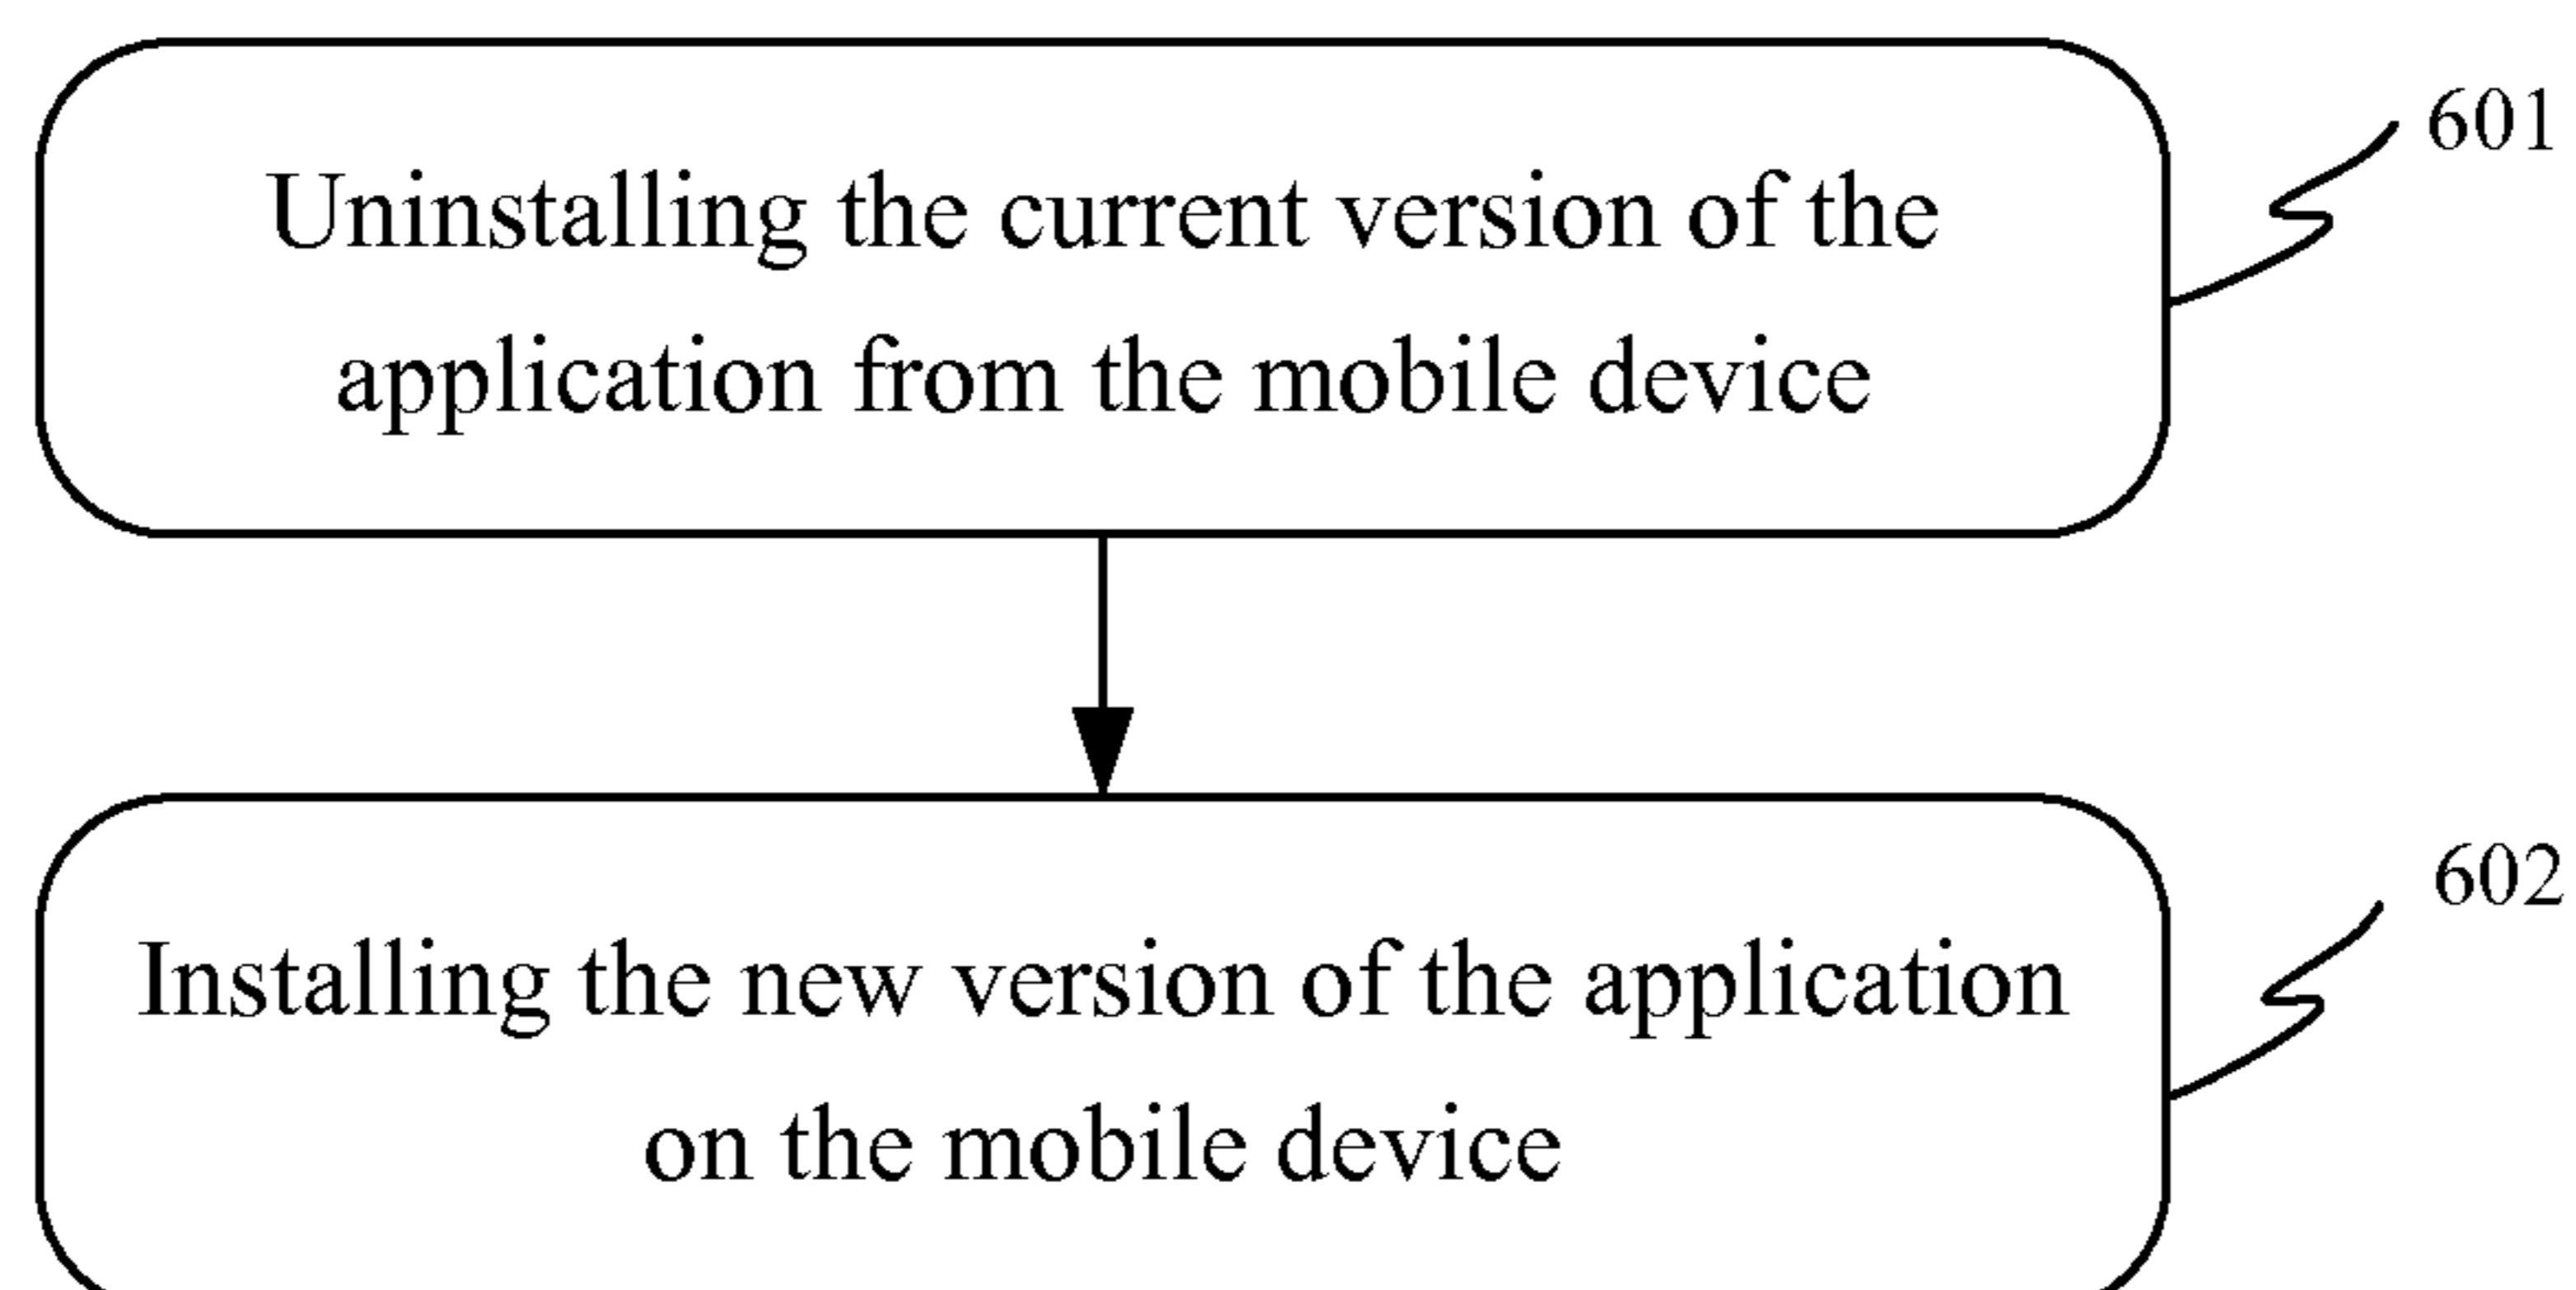 601
Uninstalling the current version of the
application from the mobile device
602
Installing the new version of the application
on the mobile device